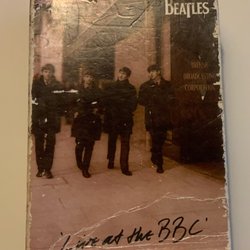 BEATLES
BRITISH
BROADCASTING
CORPORATION
'Live at the BBC'